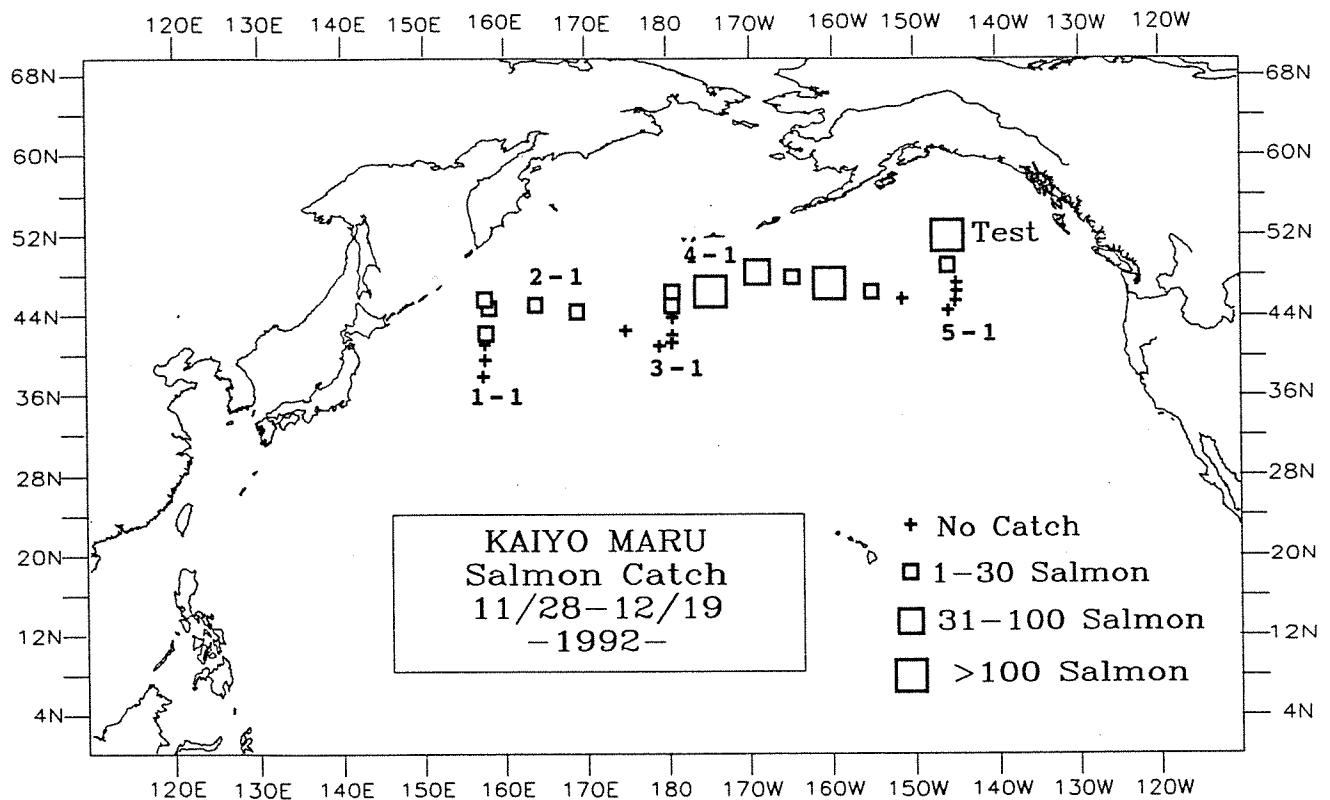 120E 130E 140E 150E 160E 170E 180 170W 160W 150W 140W 130W 120W
68N 68N
60N 60N
52N Test 52N
4-1
2-1
44N 44N
5-1
3-1
36N 1-1 36N
28N 28N
KAIYO MARU
Salmon Catch
11/28-12/19
-1992-
+ No Catch
1-30 Salmon
31-100 Salmon
>100 Salmon
20N 20N
12N 12N
4N 4N
120E 130E 140E 150E 160E 170E 180 170W 160W 150W 140W 130W 120W